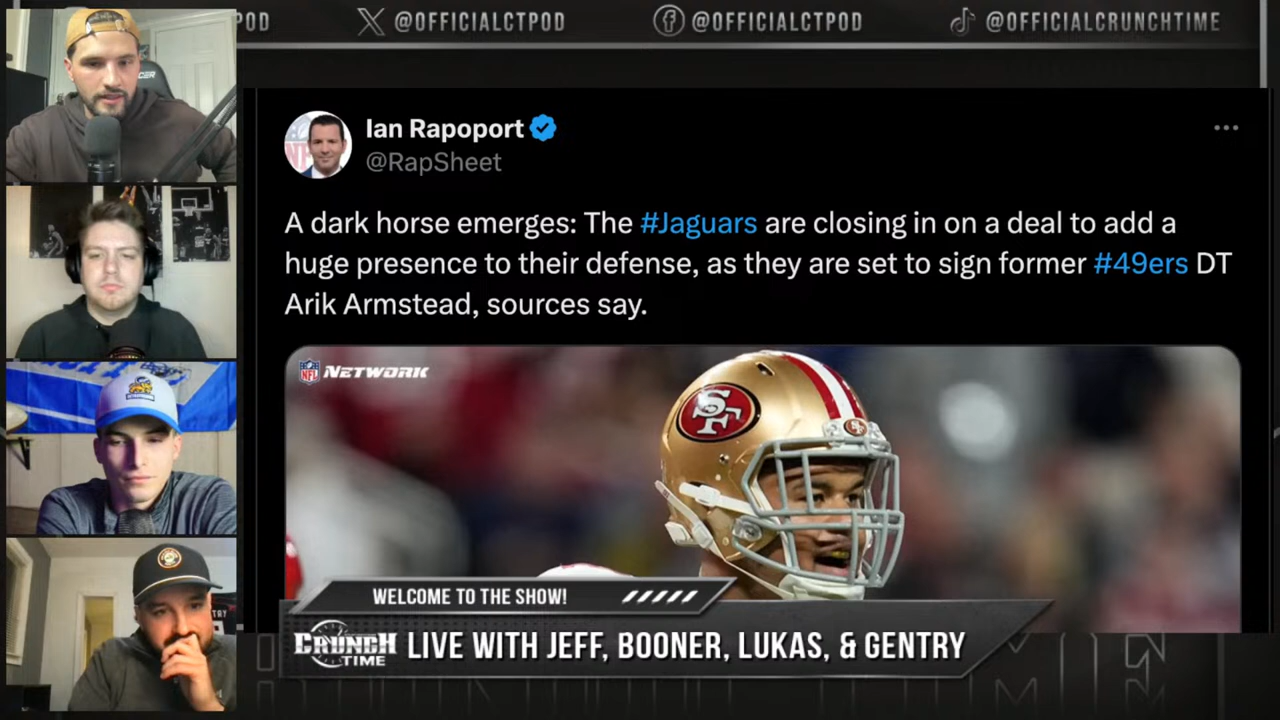 POD
@OFFICIALCTPOD
@OFFICIALCTPOD
@OFFICIALCRUNCHTIME
Ian Rapoport
@RapSheet
A dark horse emerges: The #Jaguars are closing in on a deal to add a
huge presence to their defense, as they are set to sign former #49ers DT
Arik Armstead, sources say.
NFL NETWORK
SF
WELCOME TO THE SHOW!
CRUNCH
TIME
LIVE WITH JEFF, BOONER, LUKAS, & GENTRY